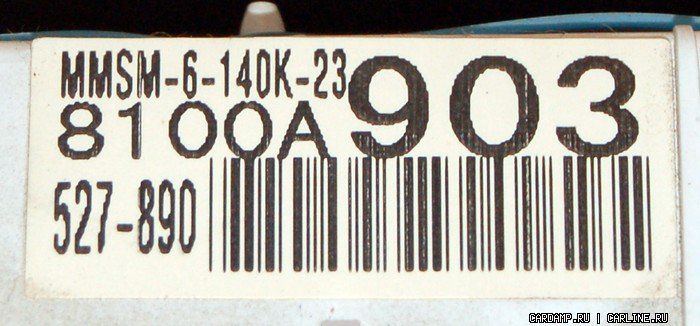 MMSM-6-140K-23
8100A903
527-890
CARDAMP.RU | CARLINE.RU